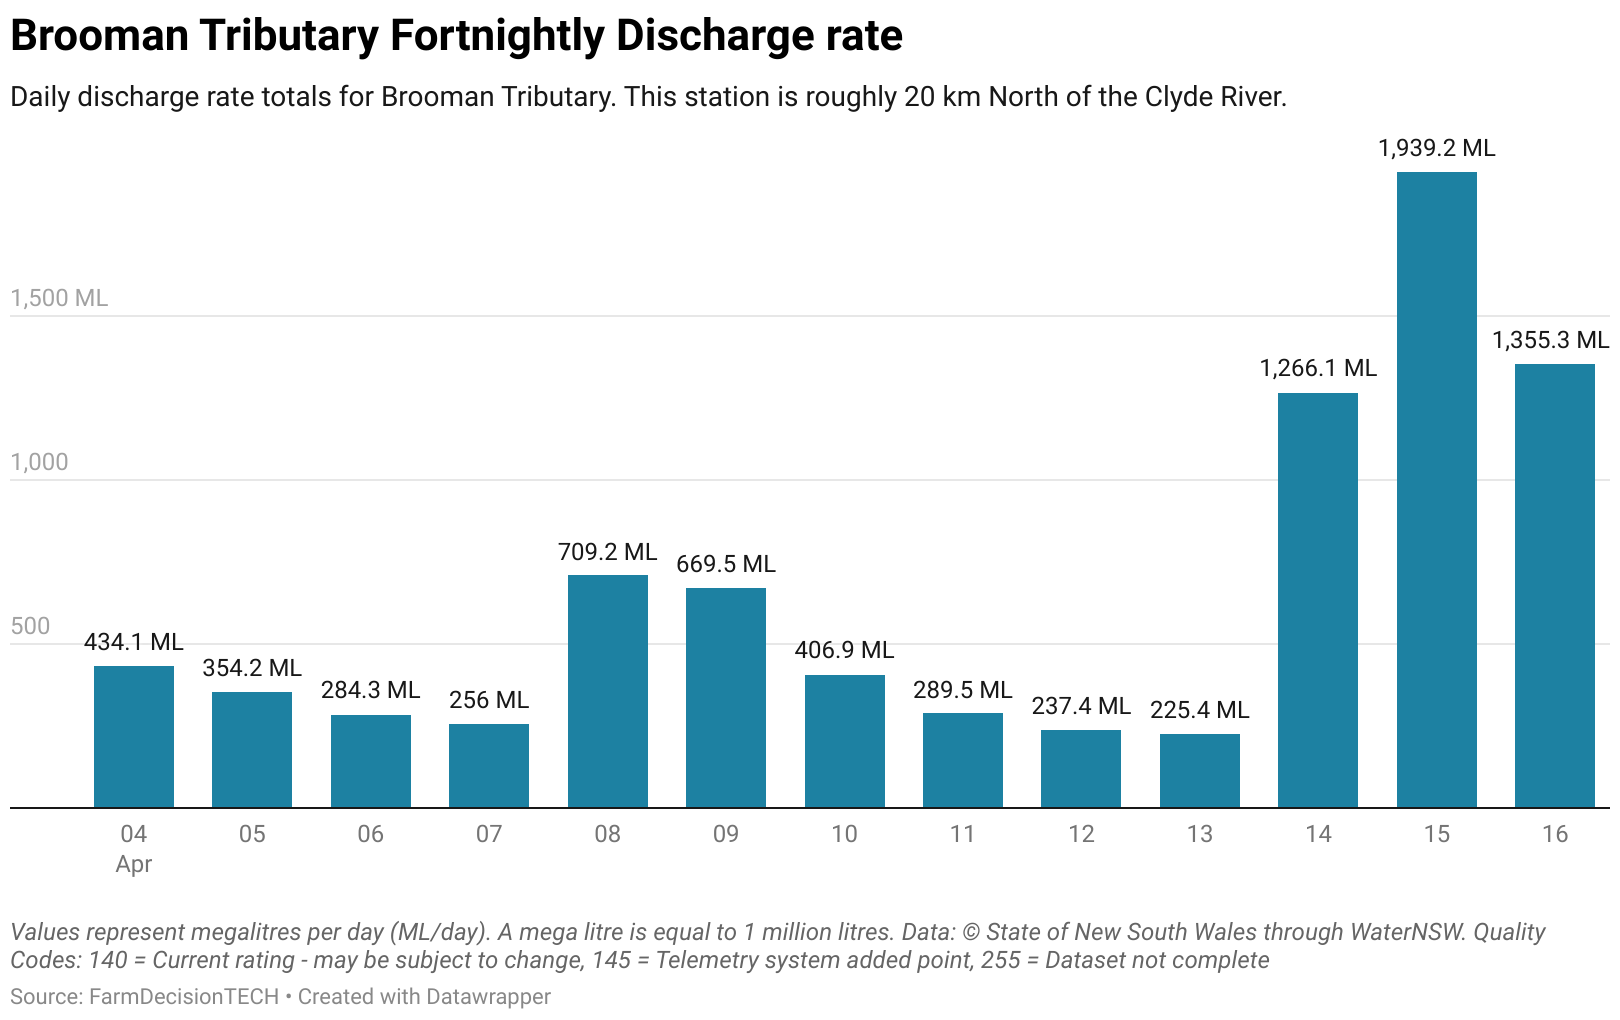 Brooman Tributary Fortnightly Discharge rate
Daily discharge rate totals for Brooman Tributary. This station is roughly 20 km North of the Clyde River.
1,939.2 ML
1,500 ML
1,355.3 ML
1,266.1 ML
1,000
709.2 ML
669.5 ML
500
434.1 ML
406.9 ML
354.2 ML
284.3 ML
256 ML
289.5 ML
237.4 ML
225.4 ML
04 05 06 07 08 09 10 11 12 13 14 15 16
Apr
Values represent megalitres per day (ML/day). A mega litre is equal to 1 million litres. Data: © State of New South Wales through WaterNSW. Quality
Codes: 140 = Current rating - may be subject to change, 145 = Telemetry system added point, 255 = Dataset not complete
Source: FarmDecisionTECH • Created with Datawrapper